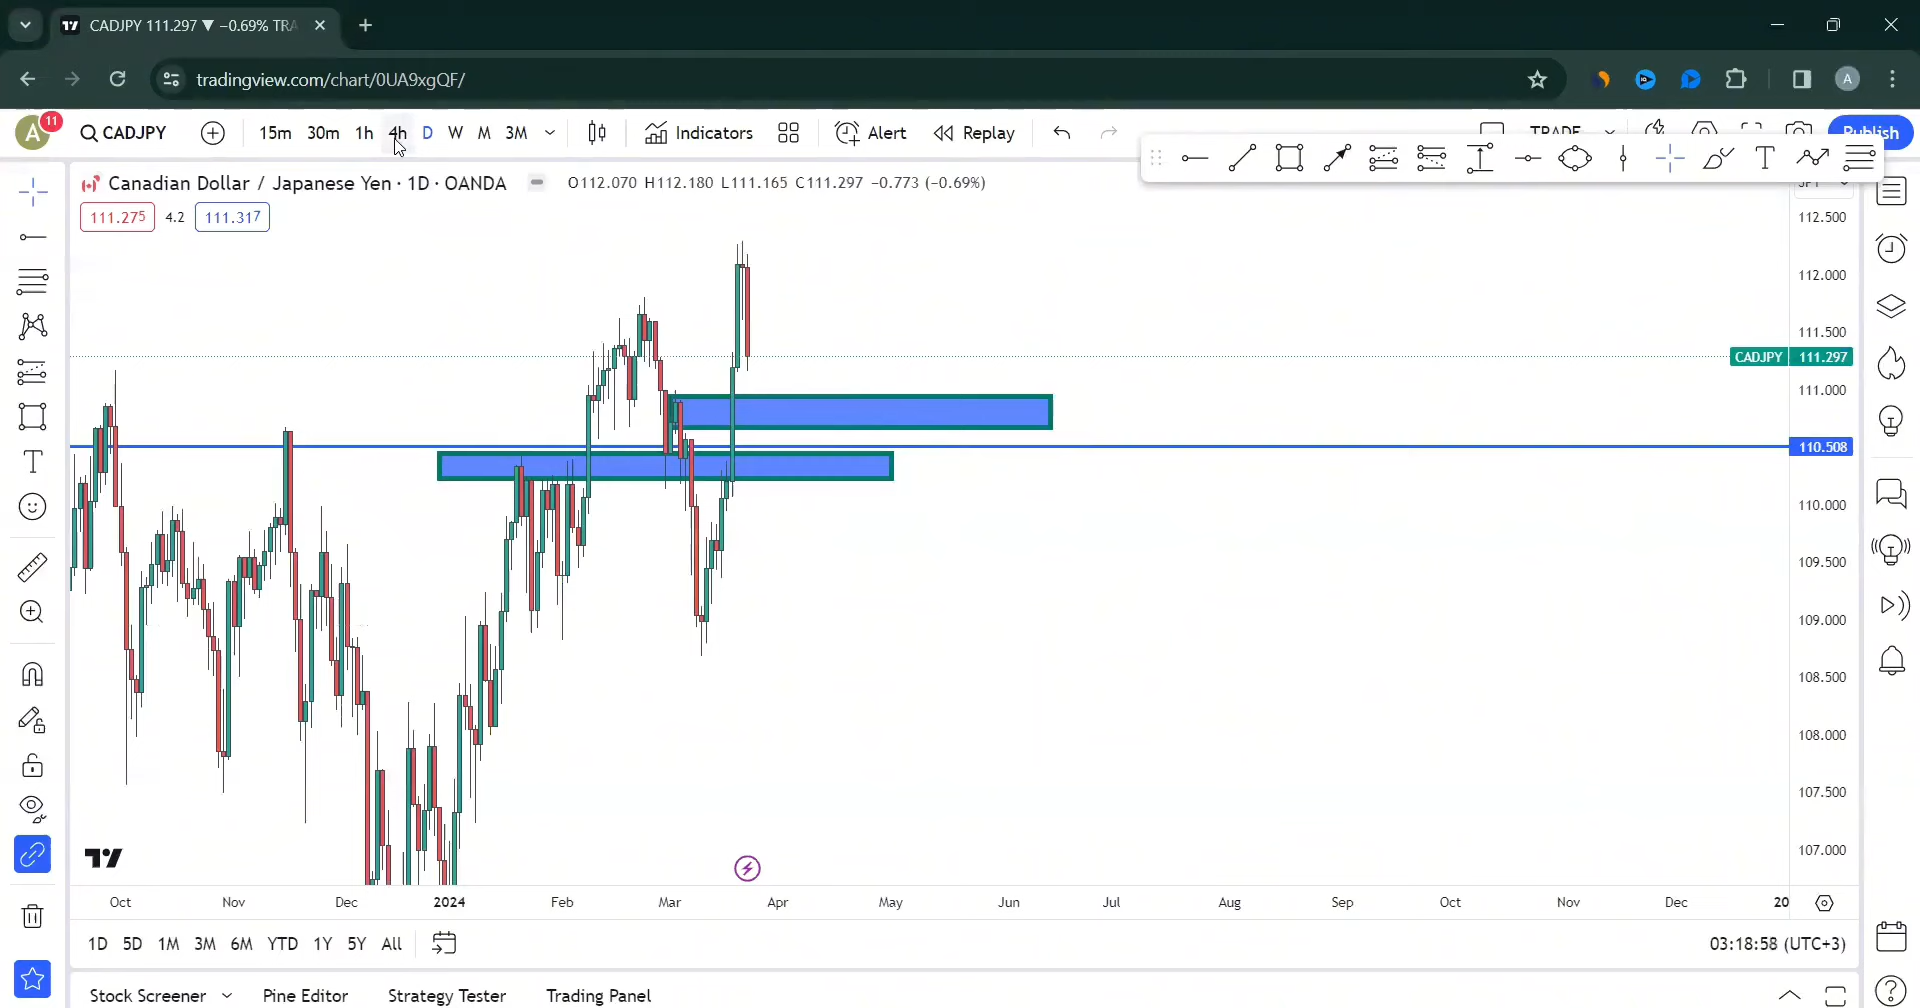 CADJPY 111.297 ▼ −0.69% TRA
tradingview.com/chart/0UA9xgQF/
A
A
11
CADJPY
15m 30m 1h 4h D W M 3M
Indicators
Alert
Replay
TRADE
Publish
Canadian Dollar / Japanese Yen · 1D · OANDA
O112.070 H112.180 L111.165 C111.297 −0.773 (−0.69%)
JPY
111.275 4.2 111.317
112.500
112.000
111.500
CADJPY 111.297
111.000
110.508
110.000
109.500
109.000
108.500
108.000
107.500
107.000
Oct Nov Dec 2024 Feb Mar Apr May Jun Jul Aug Sep Oct Nov Dec 20
1D 5D 1M 3M 6M YTD 1Y 5Y All
03:18:58 (UTC+3)
Stock Screener Pine Editor Strategy Tester Trading Panel